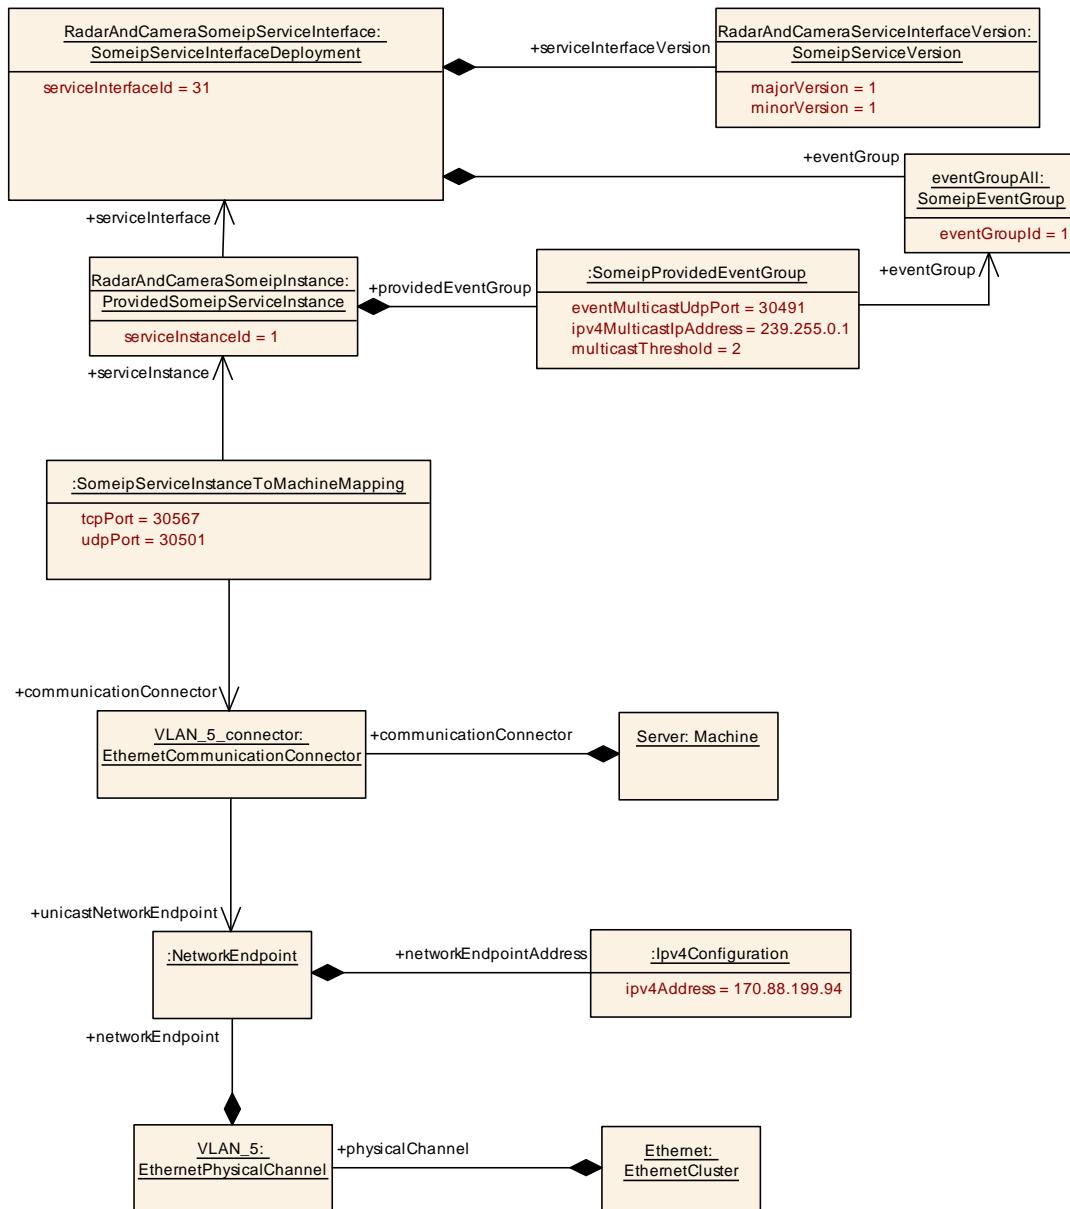 RadarAndCameraSomeipServiceInterface:
SomeipServiceInterfaceDeployment
serviceInterfaceId = 31
+serviceInterfaceVersion
RadarAndCameraServiceInterfaceVersion:
SomeipServiceVersion
majorVersion = 1
minorVersion = 1
+eventGroup
eventGroupAll:
SomeipEventGroup
eventGroupId = 1
+serviceInterface
+eventGroup
RadarAndCameraSomeipInstance:
ProvidedSomeipServiceInstance
serviceInstanceId = 1
+providedEventGroup
:SomeipProvidedEventGroup
eventMulticastUdpPort = 30491
ipv4MulticastIpAddress = 239.255.0.1
multicastThreshold = 2
+serviceInstance
:SomeipServiceInstanceToMachineMapping
tcpPort = 30567
udpPort = 30501
+communicationConnector
VLAN_5_connector:
EthernetCommunicationConnector
+communicationConnector
Server: Machine
+unicastNetworkEndpoint
:NetworkEndpoint
+networkEndpointAddress
:Ipv4Configuration
ipv4Address = 170.88.199.94
+networkEndpoint
VLAN_5:
EthernetPhysicalChannel
+physicalChannel
Ethernet:
EthernetCluster